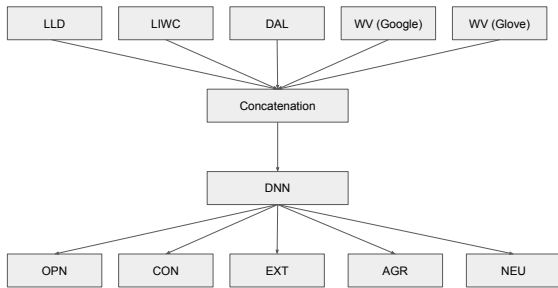 LLD
LIWC
DAL
WV (Google)
WV (Glove)
Concatenation
DNN
OPN
CON
EXT
AGR
NEU